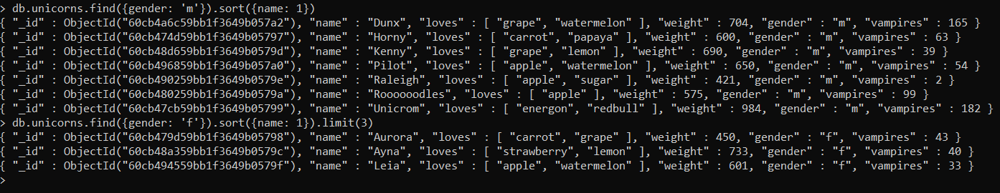 > db.unicorns.find({gender: 'm'}).sort({name: 1})
{ "_id" : ObjectId("60cb4a6c59bb1f3649b057a2"), "name" : "Dunx", "loves" : [ "grape", "watermelon" ], "weight" : 704, "gender" : "m", "vampires" : 165 }
{ "_id" : ObjectId("60cb474d59bb1f3649b05797"), "name" : "Horny", "loves" : [ "carrot", "papaya" ], "weight" : 600, "gender" : "m", "vampires" : 63 }
{ "_id" : ObjectId("60cb48d659bb1f3649b0579d"), "name" : "Kenny", "loves" : [ "grape", "lemon" ], "weight" : 690, "gender" : "m", "vampires" : 39 }
{ "_id" : ObjectId("60cb496859bb1f3649b057a0"), "name" : "Pilot", "loves" : [ "apple", "watermelon" ], "weight" : 650, "gender" : "m", "vampires" : 54 }
{ "_id" : ObjectId("60cb490259bb1f3649b0579e"), "name" : "Raleigh", "loves" : [ "apple", "sugar" ], "weight" : 421, "gender" : "m", "vampires" : 2 }
{ "_id" : ObjectId("60cb480259bb1f3649b0579a"), "name" : "Roooooodles", "loves" : [ "apple" ], "weight" : 575, "gender" : "m", "vampires" : 99 }
{ "_id" : ObjectId("60cb47cb59bb1f3649b05799"), "name" : "Unicrom", "loves" : [ "energon", "redbull" ], "weight" : 984, "gender" : "m", "vampires" : 182 }
> db.unicorns.find({gender: 'f'}).sort({name: 1}).limit(3)
{ "_id" : ObjectId("60cb479d59bb1f3649b05798"), "name" : "Aurora", "loves" : [ "carrot", "grape" ], "weight" : 450, "gender" : "f", "vampires" : 43 }
{ "_id" : ObjectId("60cb48a359bb1f3649b0579c"), "name" : "Ayna", "loves" : [ "strawberry", "lemon" ], "weight" : 733, "gender" : "f", "vampires" : 40 }
{ "_id" : ObjectId("60cb494559bb1f3649b0579f"), "name" : "Leia", "loves" : [ "apple", "watermelon" ], "weight" : 601, "gender" : "f", "vampires" : 33 }
>